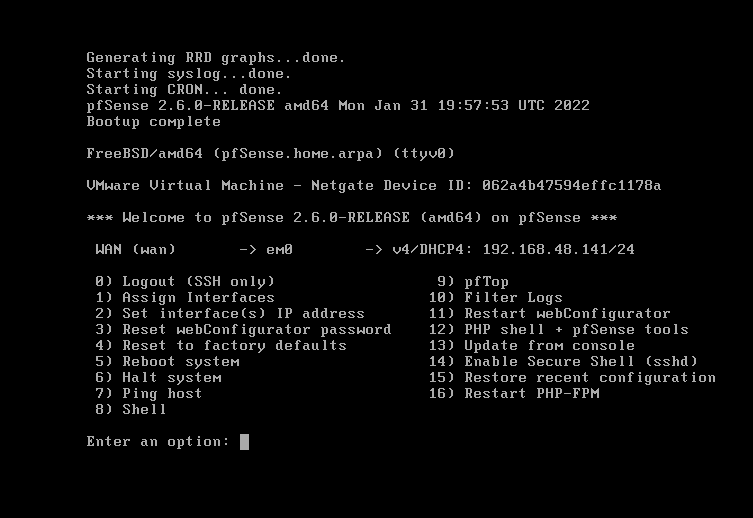 Generating RRD graphs...done.
Starting syslog...done.
Starting CRON... done.
pfSense 2.6.0-RELEASE amd64 Mon Jan 31 19:57:53 UTC 2022
Bootup complete
FreeBSD/amd64 (pfSense.home.arpa) (ttyv0)
VMware Virtual Machine - Netgate Device ID: 062a4b47594effc1178a
*** Welcome to pfSense 2.6.0-RELEASE (amd64) on pfSense ***
WAN (wan)       -> em0        -> v4/DHCP4: 192.168.48.141/24
0) Logout (SSH only)                  9) pfTop
1) Assign Interfaces                 10) Filter Logs
2) Set interface(s) IP address       11) Restart webConfigurator
3) Reset webConfigurator password    12) PHP shell + pfSense tools
4) Reset to factory defaults         13) Update from console
5) Reboot system                     14) Enable Secure Shell (sshd)
6) Halt system                       15) Restore recent configuration
7) Ping host                         16) Restart PHP-FPM
8) Shell
Enter an option: